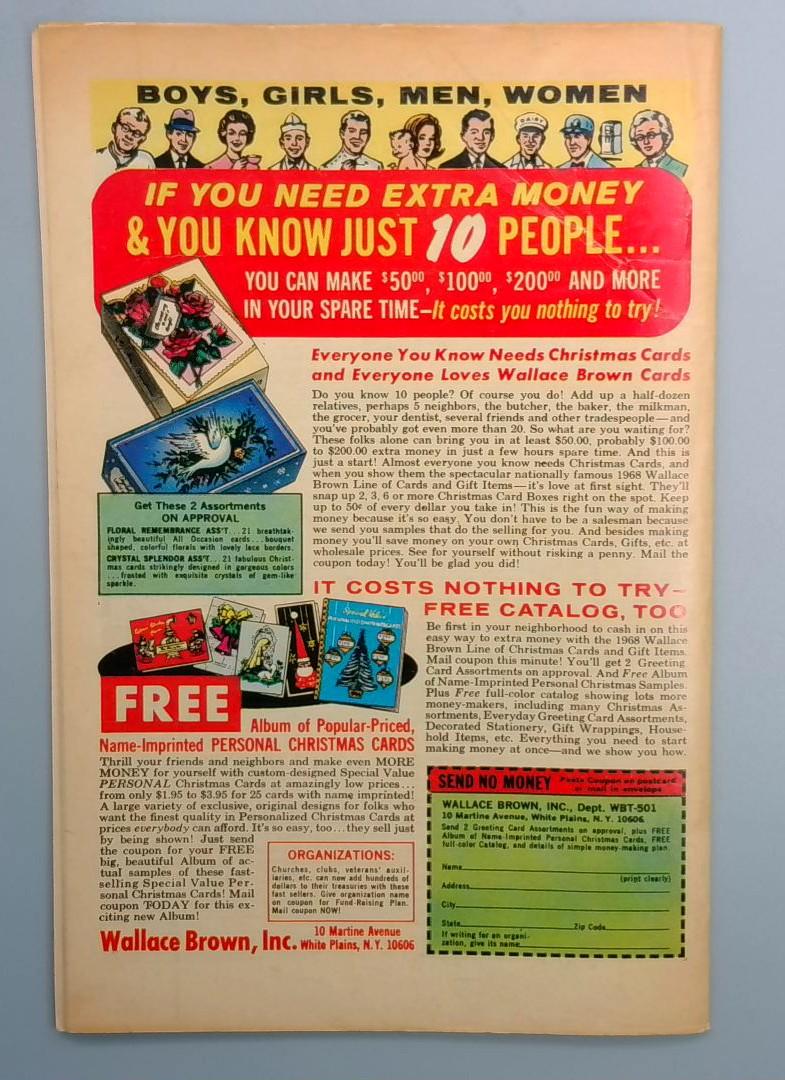 BOYS, GIRLS, MEN, WOMEN
DAIRY
IF YOU NEED EXTRA MONEY
& YOU KNOW JUST 10 PEOPLE...
YOU CAN MAKE $50⁰⁰, $100⁰⁰, $200⁰⁰ AND MORE
IN YOUR SPARE TIME—It costs you nothing to try!
Everyone You Know Needs Christmas Cards
and Everyone Loves Wallace Brown Cards
Do you know 10 people? Of course you do! Add up a half-dozen
relatives, perhaps 5 neighbors, the butcher, the baker, the milkman,
the grocer, your dentist, several friends and other tradespeople—and
you've probably got even more than 20. So what are you waiting for?
These folks alone can bring you in at least $50.00, probably $100.00
to $200.00 extra money in just a few hours spare time. And this is
just a start! Almost everyone you know needs Christmas Cards, and
when you show them the spectacular nationally famous 1968 Wallace
Brown Line of Cards and Gift Items—it's love at first sight. They'll
snap up 2, 3, 6 or more Christmas Card Boxes right on the spot. Keep
up to 50¢ of every dollar you take in! This is the fun way of making
money because it's so easy. You don't have to be a salesman because
we send you samples that do the selling for you. And besides making
money you'll save money on your own Christmas Cards, Gifts, etc. at
wholesale prices. See for yourself without risking a penny. Mail the
coupon today! You'll be glad you did!
Get These 2 Assortments
ON APPROVAL
FLORAL REMEMBRANCE ASS'T...21 breathtak-
ingly beautiful All Occasion cards...bouquet
shaped, colorful florals with lovely lace borders.
CRYSTAL SPLENDOR ASS'T...21 fabulous Christ-
mas cards strikingly designed in gorgeous colors
...frosted with exquisite crystals of gem-like
sparkle.
IT COSTS NOTHING TO TRY—
FREE CATALOG, TOO
Be first in your neighborhood to cash in on this
easy way to extra money with the 1968 Wallace
Brown Line of Christmas Cards and Gift Items.
Mail coupon this minute! You'll get 2 Greeting
Card Assortments on approval. And Free Album
of Name-Imprinted Personal Christmas Samples.
Plus Free full-color catalog showing lots more
money-makers, including many Christmas As-
sortments, Everyday Greeting Card Assortments,
Decorated Stationery, Gift Wrappings, House-
hold Items, etc. Everything you need to start
making money at once—and we show you how.
Special Value
FREE
Album of Popular-Priced,
Name-Imprinted PERSONAL CHRISTMAS CARDS
Thrill your friends and neighbors and make even MORE
MONEY for yourself with custom-designed Special Value
PERSONAL Christmas Cards at amazingly low prices...
from only $1.95 to $3.95 for 25 cards with name imprinted!
A large variety of exclusive, original designs for folks who
want the finest quality in Personalized Christmas Cards at
prices everybody can afford. It's so easy, too...they sell just
by being shown! Just send
the coupon for your FREE
big, beautiful Album of ac-
tual samples of these fast-
selling Special Value Per-
sonal Christmas Cards! Mail
coupon TODAY for this ex-
citing new Album!
ORGANIZATIONS:
Churches, clubs, veterans' auxil-
iaries, etc. can now add hundreds of
dollars to their treasuries with these
fast sellers. Give organization name
on coupon for Fund-Raising Plan.
Mail coupon NOW!
Wallace Brown, Inc. 10 Martine Avenue
White Plains, N.Y. 10606
SEND NO MONEY Paste Coupon on postcard
or mail in envelope
WALLACE BROWN, INC., Dept. WBT-501
10 Martine Avenue, White Plains, N.Y. 10606
Send 2 Greeting Card Assortments on approval, plus FREE
Album of Name-Imprinted Personal Christmas Cards, FREE
full-color Catalog, and details of simple money-making plan.
Name
(print clearly)
Address
City
State Zip Code
If writing for an organi-
zation, give its name